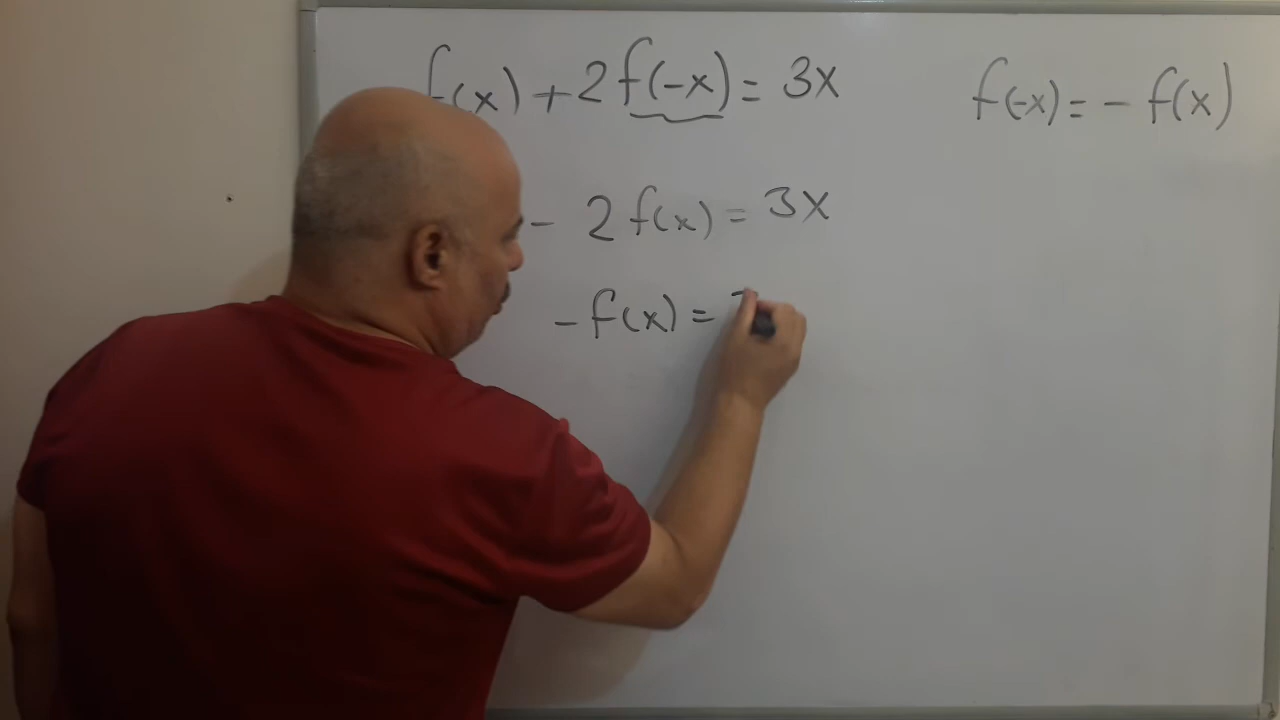 f(x) + 2f(-x) = 3x
f(-x) = - f(x)
- 2f(x) = 3x
- f(x) =